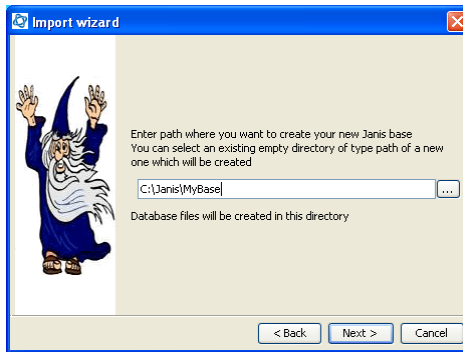 Import wizard
Enter path where you want to create your new Janis base
You can select an existing empty directory of type path of a new
one which will be created
C:\Janis\MyBase
...
Database files will be created in this directory
< Back
Next >
Cancel